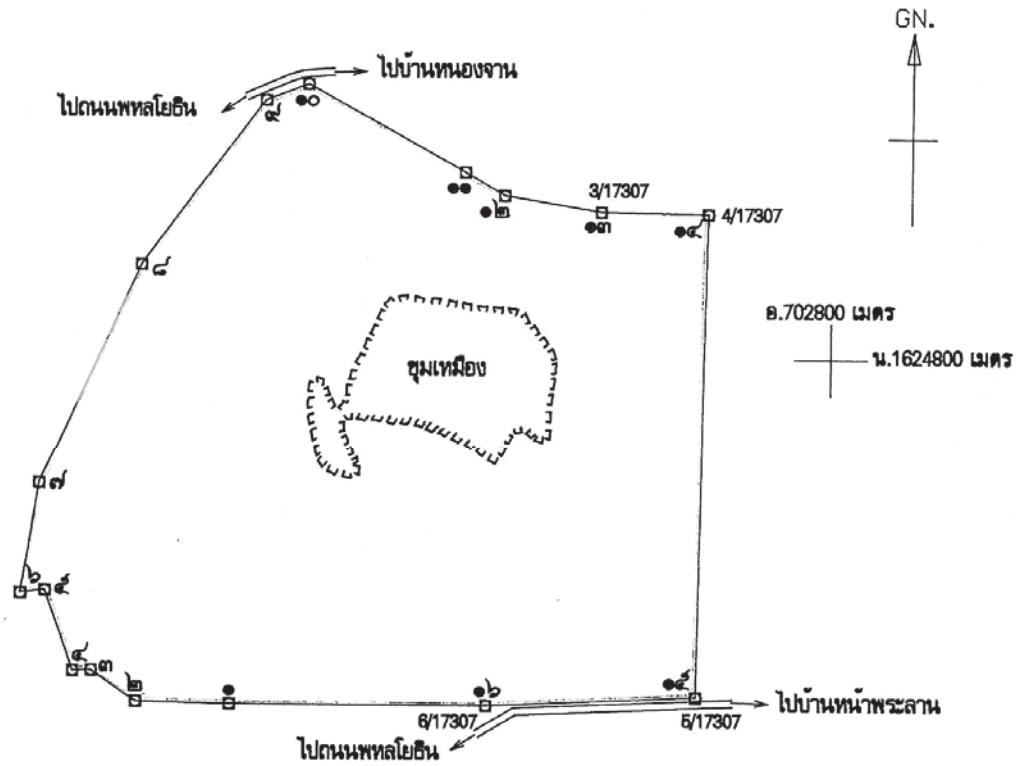 GN.
ไปบ้านหนองจาน
ไปถนนพหลโยธิน
๙
๑๐
๑๑
๑๒
3/17307
๑๓
4/17307
๑๔
๘
อ.702800 เมตร
น.1624800 เมตร
ขุมเหมือง
๗
๖
๕
๔
๓
๒
๑
๑๖
๑๕
6/17307
5/17307
ไปบ้านหน้าพระลาน
ไปถนนพหลโยธิน